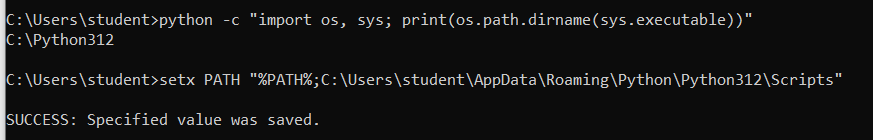 C:\Users\student>python -c "import os, sys; print(os.path.dirname(sys.executable))"
C:\Python312
C:\Users\student>setx PATH "%PATH%;C:\Users\student\AppData\Roaming\Python\Python312\Scripts"
SUCCESS: Specified value was saved.